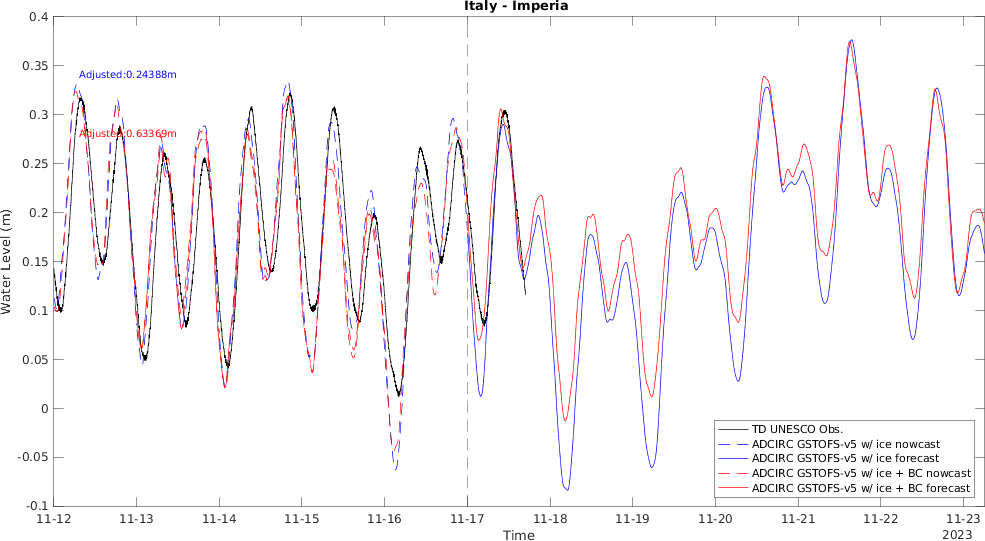 Italy - Imperia
0.4
0.35
0.3
0.25
0.2
0.15
0.1
0.05
0
-0.05
-0.1
Water Level (m)
Adjusted:0.24388m
Adjusted:0.63369m
TD UNESCO Obs.
ADCIRC GSTOFS-v5 w/ ice nowcast
ADCIRC GSTOFS-v5 w/ ice forecast
ADCIRC GSTOFS-v5 w/ ice + BC nowcast
ADCIRC GSTOFS-v5 w/ ice + BC forecast
11-12 11-13 11-14 11-15 11-16 11-17 11-18 11-19 11-20 11-21 11-22 11-23
Time
2023